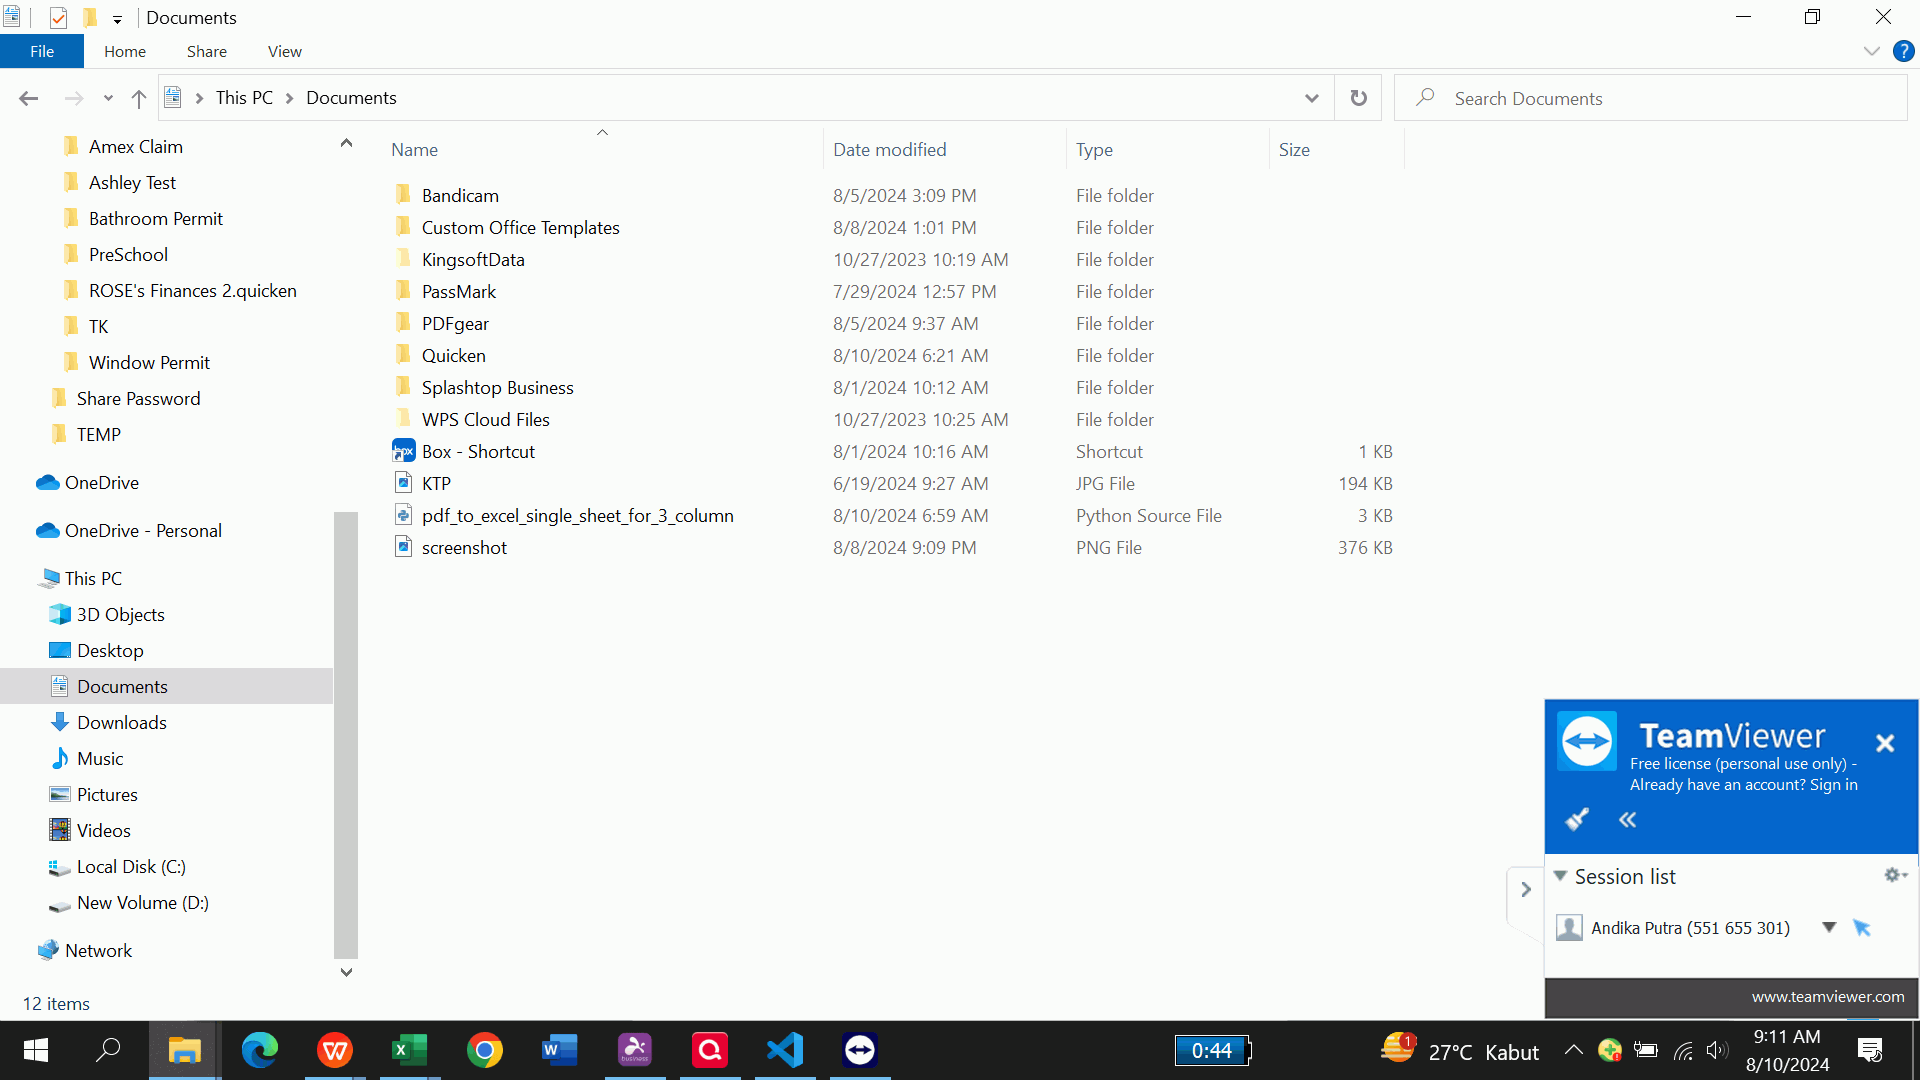 Documents
File Home Share View
This PC Documents
Search Documents
Amex Claim
Ashley Test
Bathroom Permit
PreSchool
ROSE's Finances 2.quicken
TK
Window Permit
Share Password
TEMP
OneDrive
OneDrive - Personal
This PC
3D Objects
Desktop
Documents
Downloads
Music
Pictures
Videos
Local Disk (C:)
New Volume (D:)
Network
Name Date modified Type Size
Bandicam 8/5/2024 3:09 PM File folder
Custom Office Templates 8/8/2024 1:01 PM File folder
KingsoftData 10/27/2023 10:19 AM File folder
PassMark 7/29/2024 12:57 PM File folder
PDFgear 8/5/2024 9:37 AM File folder
Quicken 8/10/2024 6:21 AM File folder
Splashtop Business 8/1/2024 10:12 AM File folder
WPS Cloud Files 10/27/2023 10:25 AM File folder
Box - Shortcut 8/1/2024 10:16 AM Shortcut 1 KB
KTP 6/19/2024 9:27 AM JPG File 194 KB
pdf_to_excel_single_sheet_for_3_column 8/10/2024 6:59 AM Python Source File 3 KB
screenshot 8/8/2024 9:09 PM PNG File 376 KB
TeamViewer
Free license (personal use only) -
Already have an account? Sign in
Session list
Andika Putra (551 655 301)
www.teamviewer.com
12 items
business
0:44
1
27°C Kabut
9:11 AM
8/10/2024